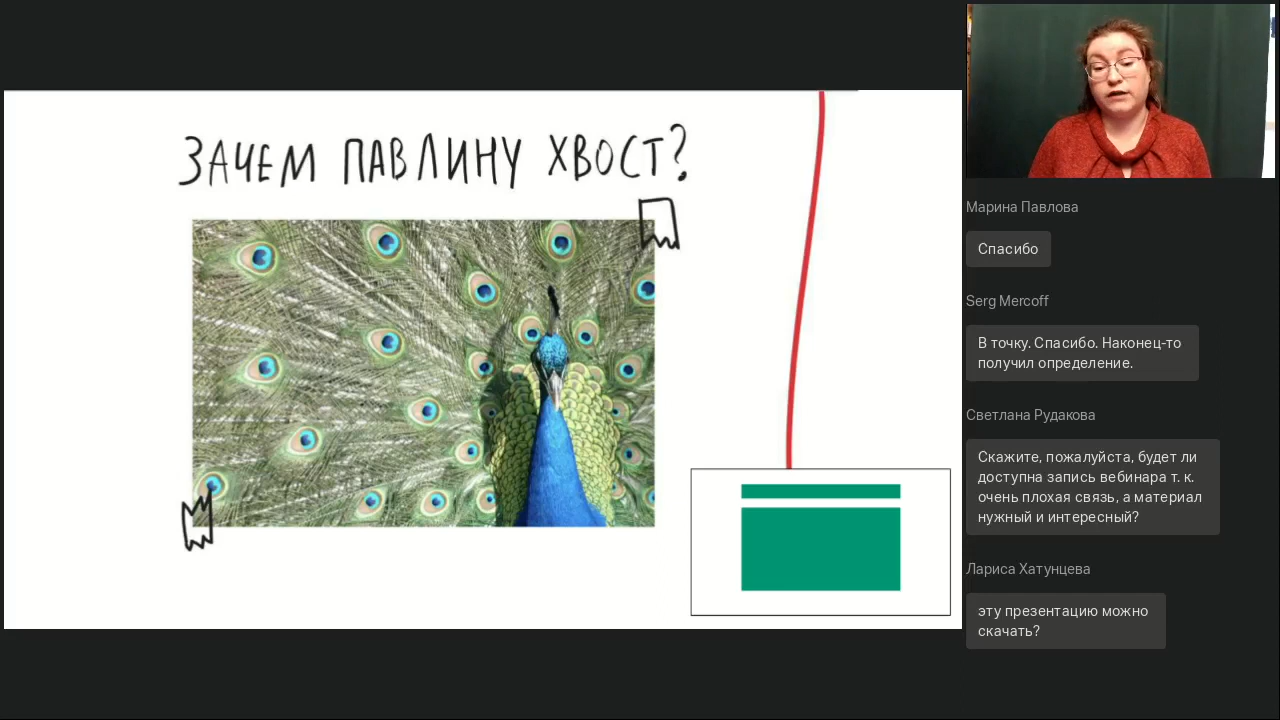 ЗАЧЕМ ПАВЛИНУ ХВОСТ?
Марина Павлова
Спасибо
Serg Mercoff
В точку. Спасибо. Наконец-то
получил определение.
Светлана Рудакова
Скажите, пожалуйста, будет ли
доступна запись вебинара т. к.
очень плохая связь, а материал
нужный и интересный?
Лариса Хатунцева
эту презентацию можно
скачать?